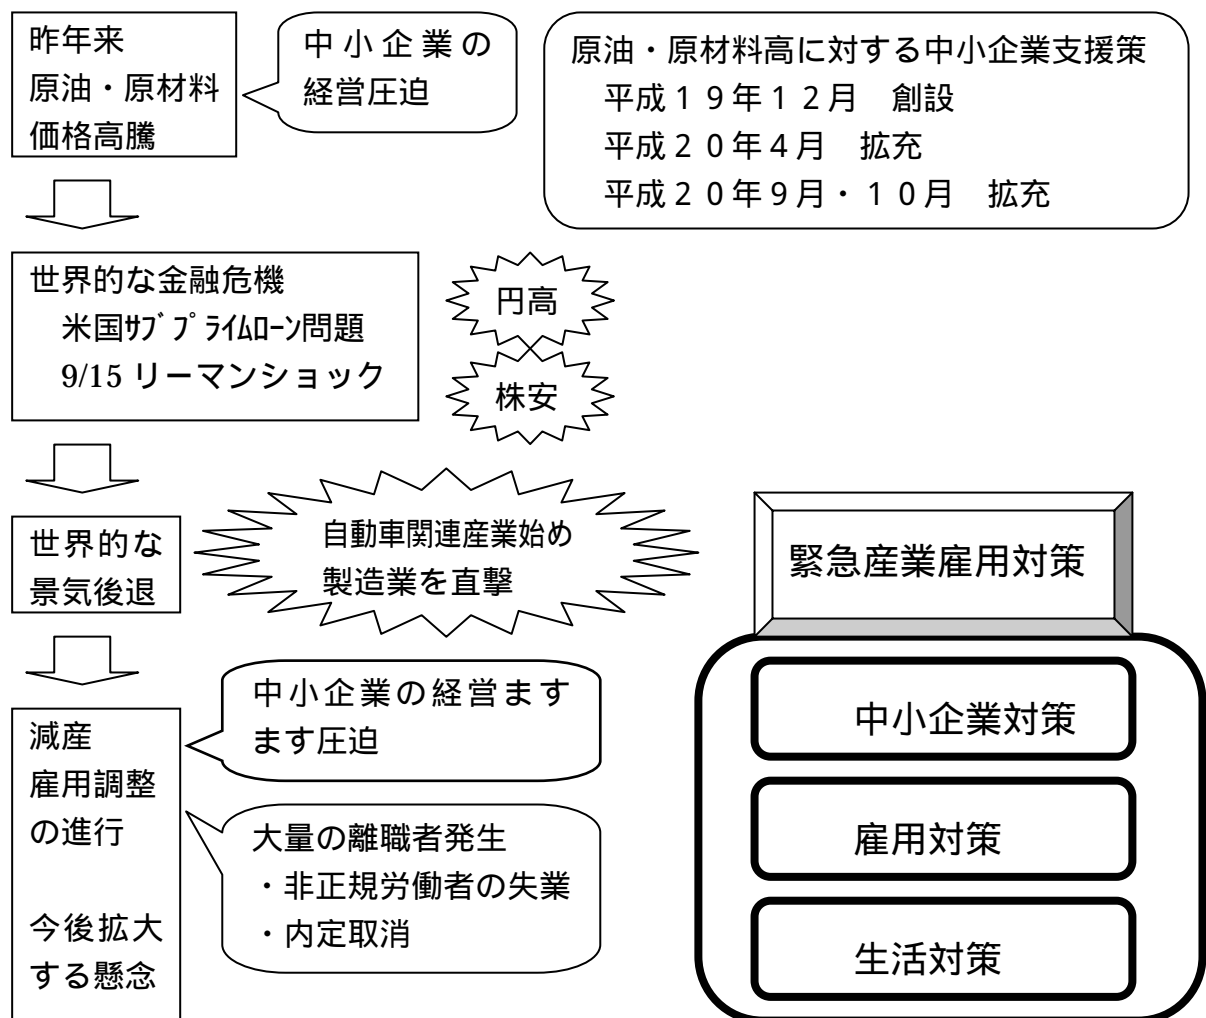 昨年来
原油・原材料
価格高騰
中小企業の
経営圧迫
原油・原材料高に対する中小企業支援策
平成１９年１２月　創設
平成２０年４月　拡充
平成２０年９月・１０月　拡充
世界的な金融危機
米国ｻﾌﾞﾌﾟﾗｲﾑﾛｰﾝ問題
9/15 リーマンショック
円高
株安
世界的な
景気後退
自動車関連産業始め
製造業を直撃
減産
雇用調整
の進行
今後拡大
する懸念
中小企業の経営ます
ます圧迫
大量の離職者発生
・非正規労働者の失業
・内定取消
緊急産業雇用対策
中小企業対策
雇用対策
生活対策